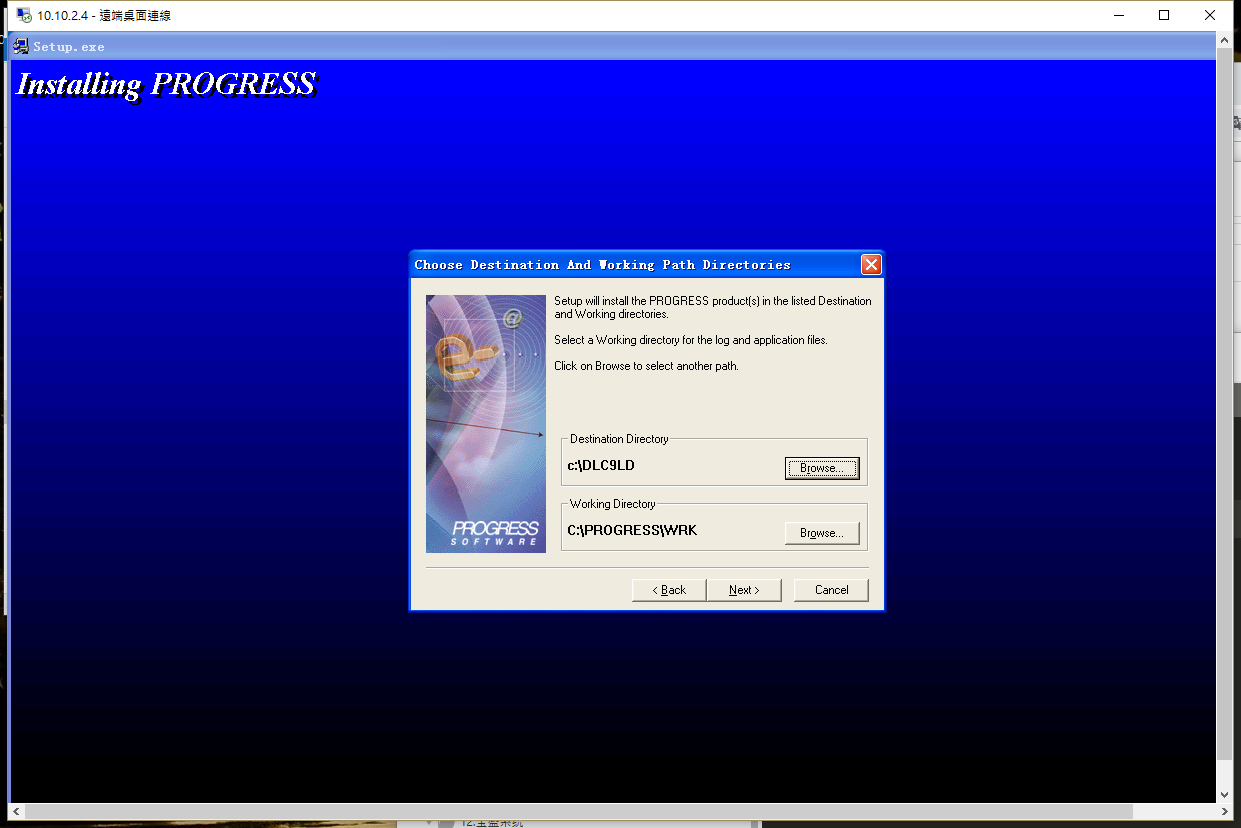 10.10.2.4 - 遠端桌面連線
Setup.exe
Installing PROGRESS
Choose Destination And Working Path Directories
Setup will install the PROGRESS product(s) in the listed Destination
and Working directories.
Select a Working directory for the log and application files.
Click on Browse to select another path.
@
e-
Destination Directory
c:\DLC9LD
Browse...
Working Directory
C:\PROGRESS\WRK
Browse...
PROGRESS
SOFTWARE
< Back
Next >
Cancel